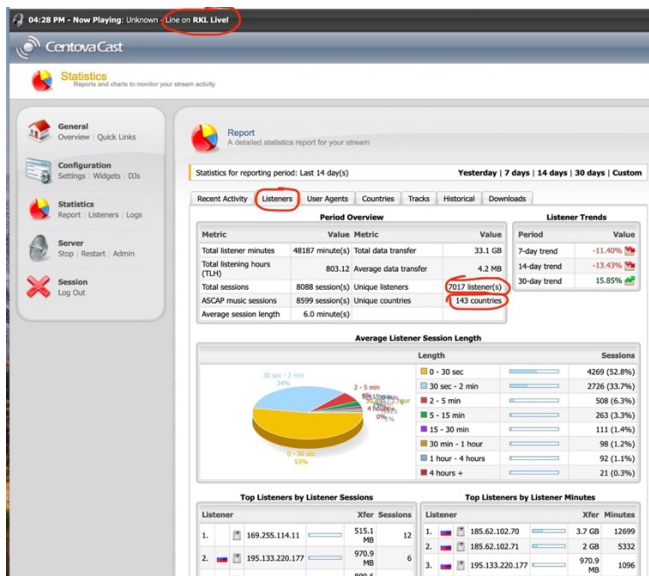 04:28 PM - Now Playing: Unknown - Line on RKL Live!
CentovaCast
Statistics
Reports and charts to monitor your stream activity
General
Overview | Quick Links
Configuration
Settings | Widgets | DJs
Statistics
Report | Listeners | Logs
Server
Stop | Restart | Admin
Session
Log Out
Report
A detailed statistics report for your stream
Statistics for reporting period: Last 14 day(s) Yesterday | 7 days | 14 days | 30 days | Custom
Recent Activity Listeners User Agents Countries Tracks Historical Downloads
Period Overview
Metric Value Metric Value
Total listener minutes 48187 minute(s) Total data transfer 33.1 GB
Total listening hours (TLH) 803.12 Average data transfer 4.2 MB
Total sessions 8088 session(s) Unique listeners 7017 listener(s)
ASCAP music sessions 8599 session(s) Unique countries 143 countries
Average session length 6.0 minute(s)
Listener Trends
Period Value
7-day trend -11.40%
14-day trend -13.43%
30-day trend 15.85%
Average Listener Session Length
30 sec - 2 min
34%
2 - 5 min
0 - 30 sec
53%
Length Sessions
0 - 30 sec 4269 (52.8%)
30 sec - 2 min 2726 (33.7%)
2 - 5 min 508 (6.3%)
5 - 15 min 263 (3.3%)
15 - 30 min 111 (1.4%)
30 min - 1 hour 98 (1.2%)
1 hour - 4 hours 92 (1.1%)
4 hours + 21 (0.3%)
Top Listeners by Listener Sessions
Listener Xfer Sessions
1. 169.255.114.11 515.1 MB 12
2. 195.133.220.177 970.9 MB 6
Top Listeners by Listener Minutes
Listener Xfer Minutes
1. 185.62.102.70 3.7 GB 12699
2. 185.62.102.71 2 GB 5332
3. 195.133.220.177 970.9 MB 1096